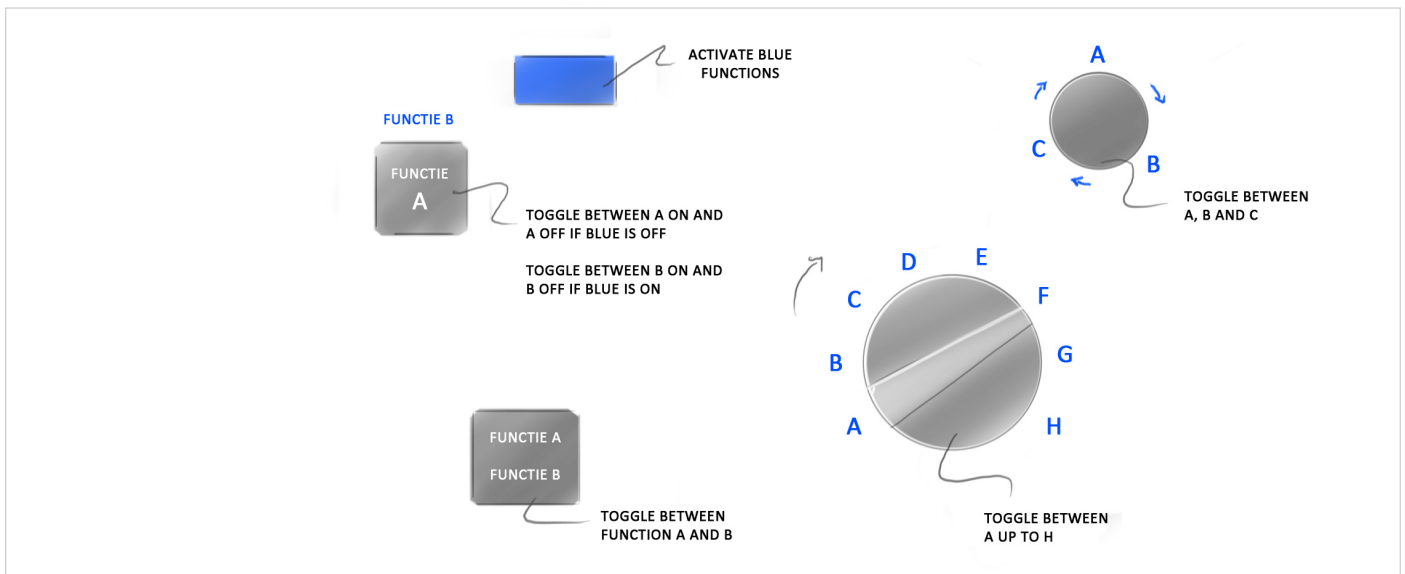 ACTIVATE BLUE
FUNCTIONS
FUNCTIE B
FUNCTIE
A
TOGGLE BETWEEN A ON AND
A OFF IF BLUE IS OFF
TOGGLE BETWEEN B ON AND
B OFF IF BLUE IS ON
A
C
B
TOGGLE BETWEEN
A, B AND C
D
E
C
F
B
G
A
H
TOGGLE BETWEEN
A UP TO H
FUNCTIE A
FUNCTIE B
TOGGLE BETWEEN
FUNCTION A AND B